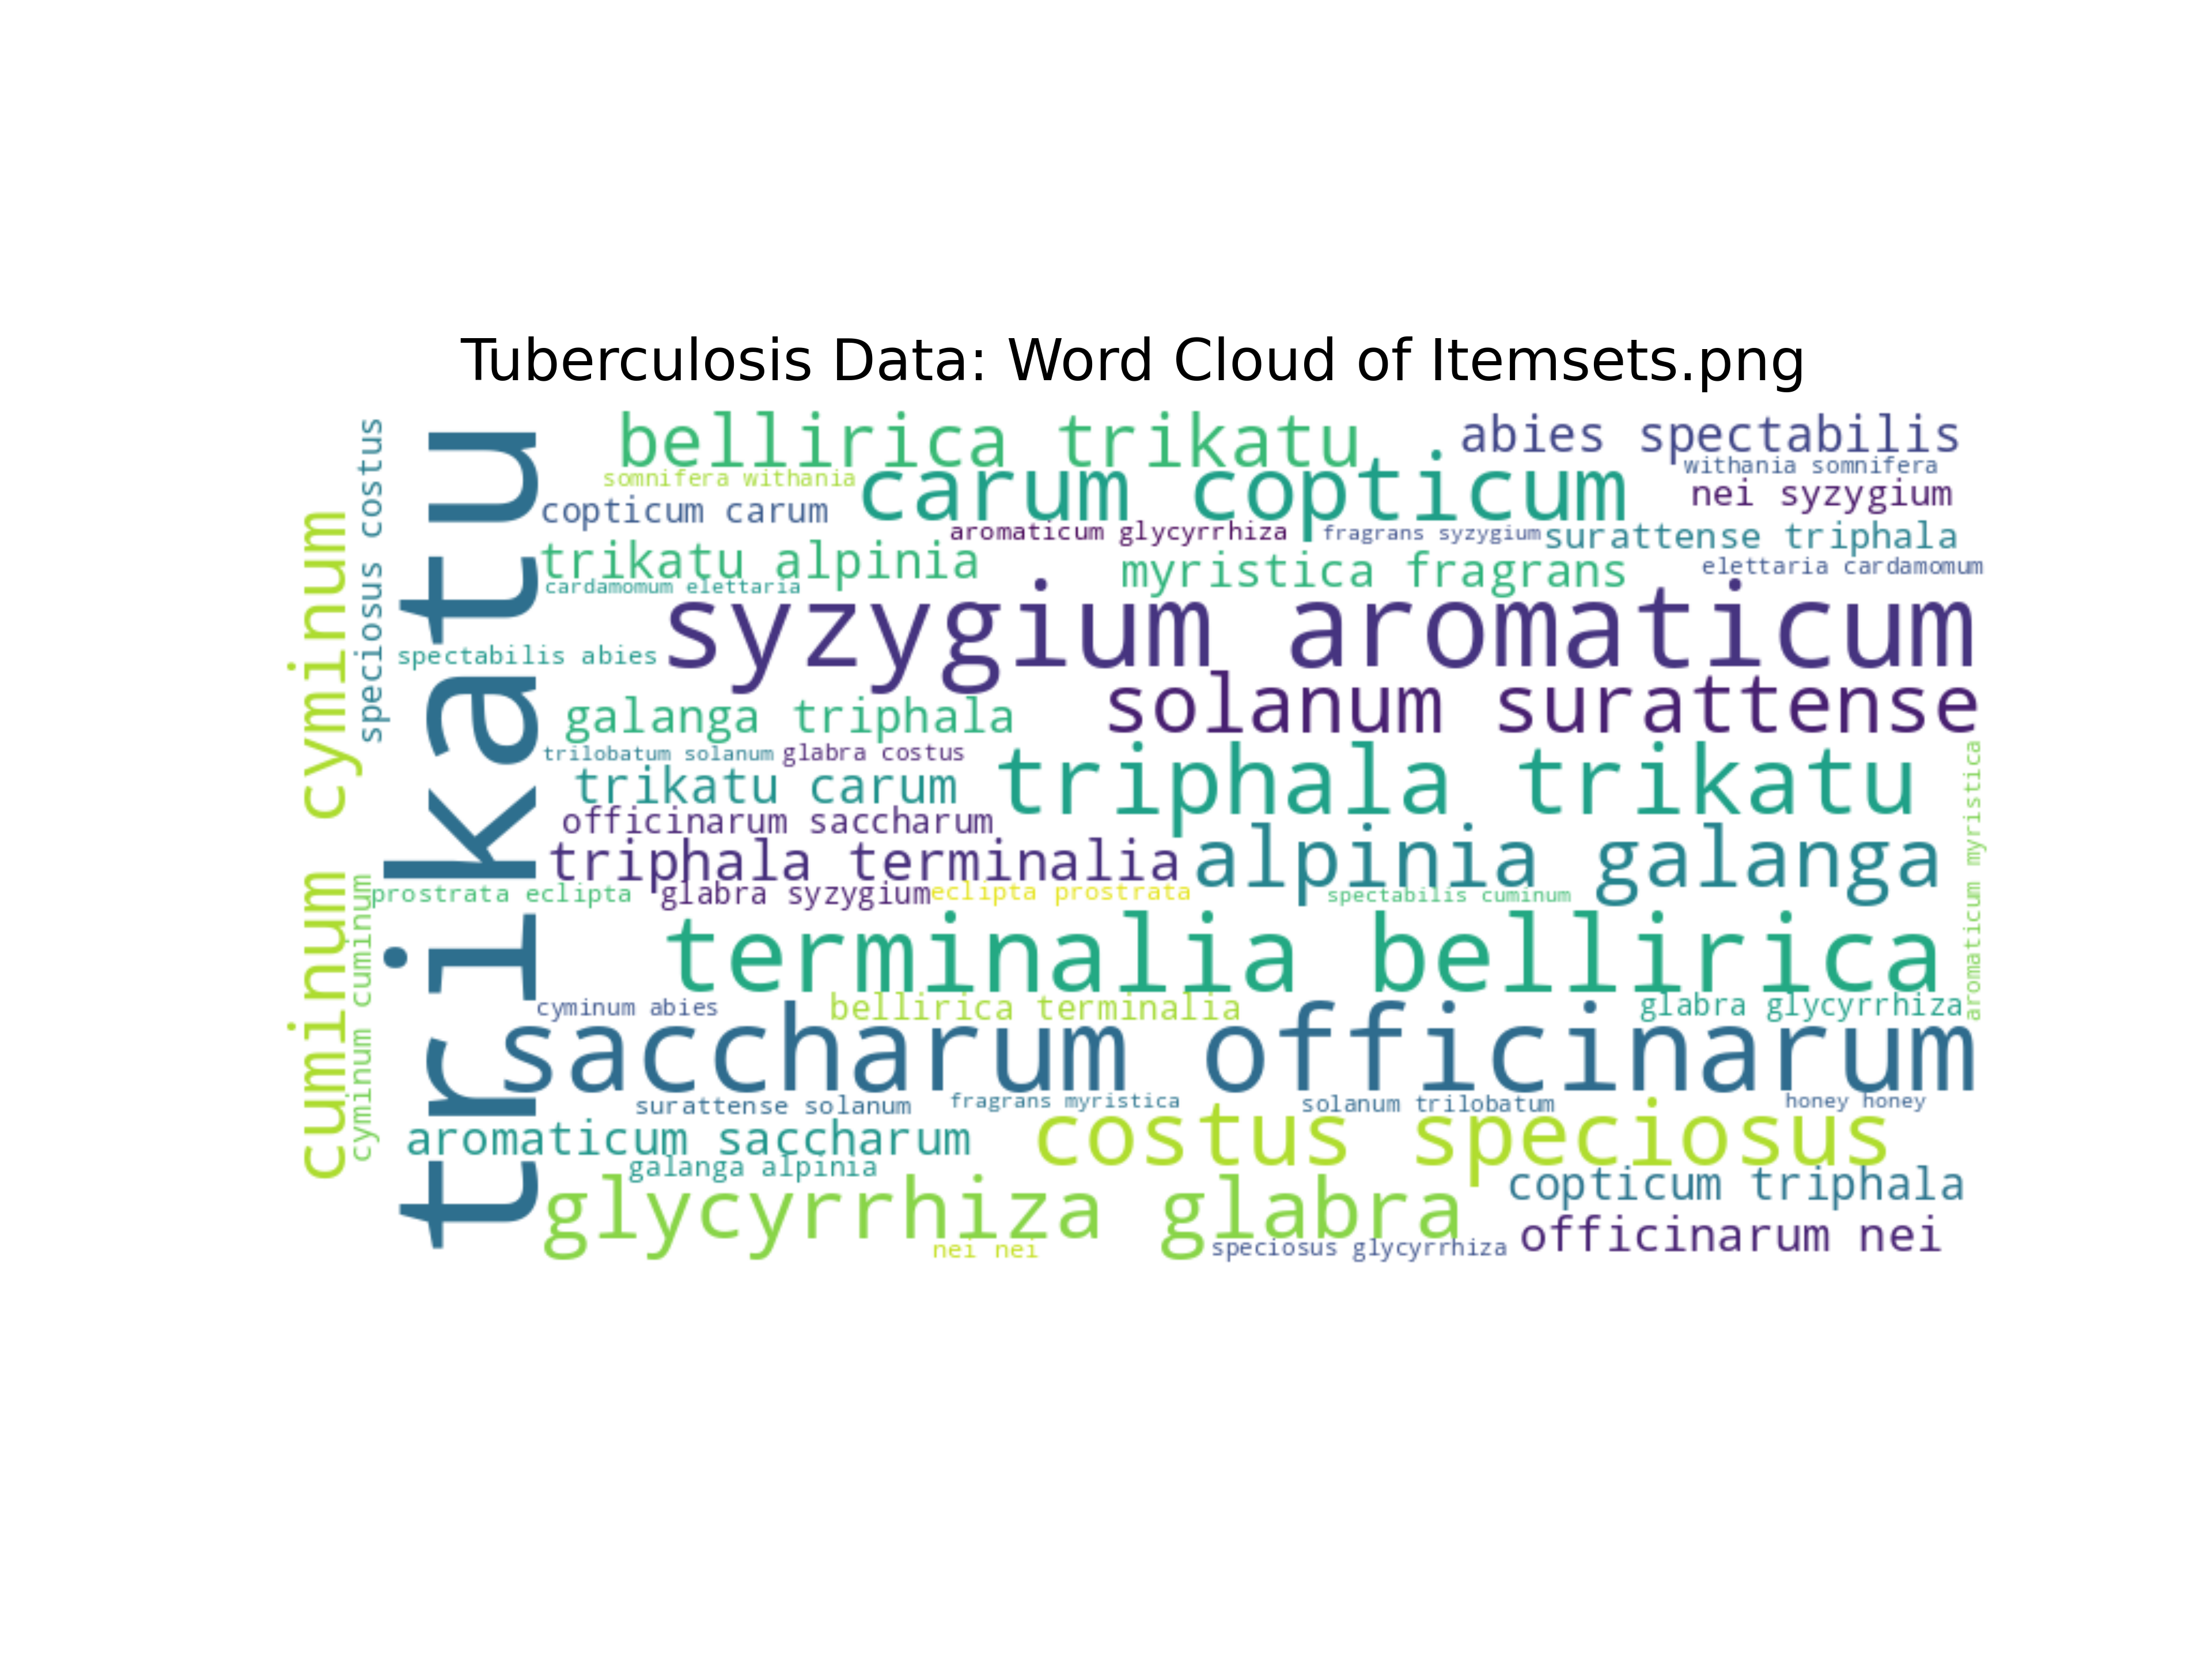 Tuberculosis Data: Word Cloud of Itemsets.png
bellirica trikatu
abies spectabilis
somnifera withania
carum copticum
withania somnifera
copticum carum
nei syzygium
aromaticum glycyrrhiza
fragrans syzygium
surattense triphala
trikatu alpinia
myristica fragrans
elettaria cardamomum
cardamomum elettaria
syzygium aromaticum
spectabilis abies
solanum surattense
galanga triphala
trilobatum solanum
glabra costus
triphala trikatu
trikatu carum
officinarum saccharum
triphala terminalia
alpinia galanga
prostrata eclipta
glabra syzygium
eclipta prostrata
spectabilis cuminum
terminalia bellirica
cyminum abies
bellirica terminalia
glabra glycyrrhiza
saccharum officinarum
surattense solanum
fragrans myristica
solanum trilobatum
honey honey
aromaticum saccharum
costus speciosus
galanga alpinia
copticum triphala
glycyrrhiza glabra
nei nei
speciosus glycyrrhiza
officinarum nei
cuminum cyminum
speciosus costus
cyminum cuminum
trikatu
aromaticum myristica